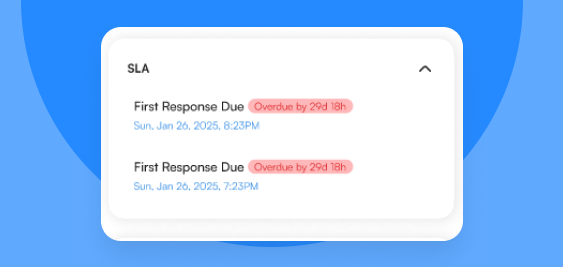 SLA
First Response Due Overdue by 29d 18h
Sun, Jan 26, 2025, 8:23PM
First Response Due Overdue by 29d 18h
Sun, Jan 26, 2025, 7:23PM